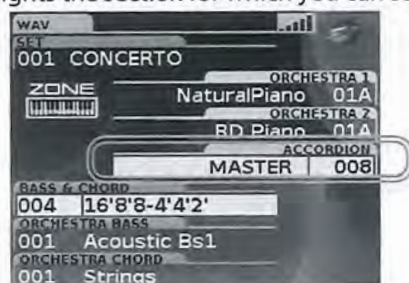 WAV
SET
001 CONCERTO
ZONE
ORCHESTRA 1
NaturalPiano 01A
ORCHESTRA 2
RD Piano 01A
ACCORDION
MASTER 008
BASS & CHORD
004 16'8'8-4'4'2'
ORCHESTRA BASS
001 Acoustic Bs1
ORCHESTRA CHORD
001 Strings